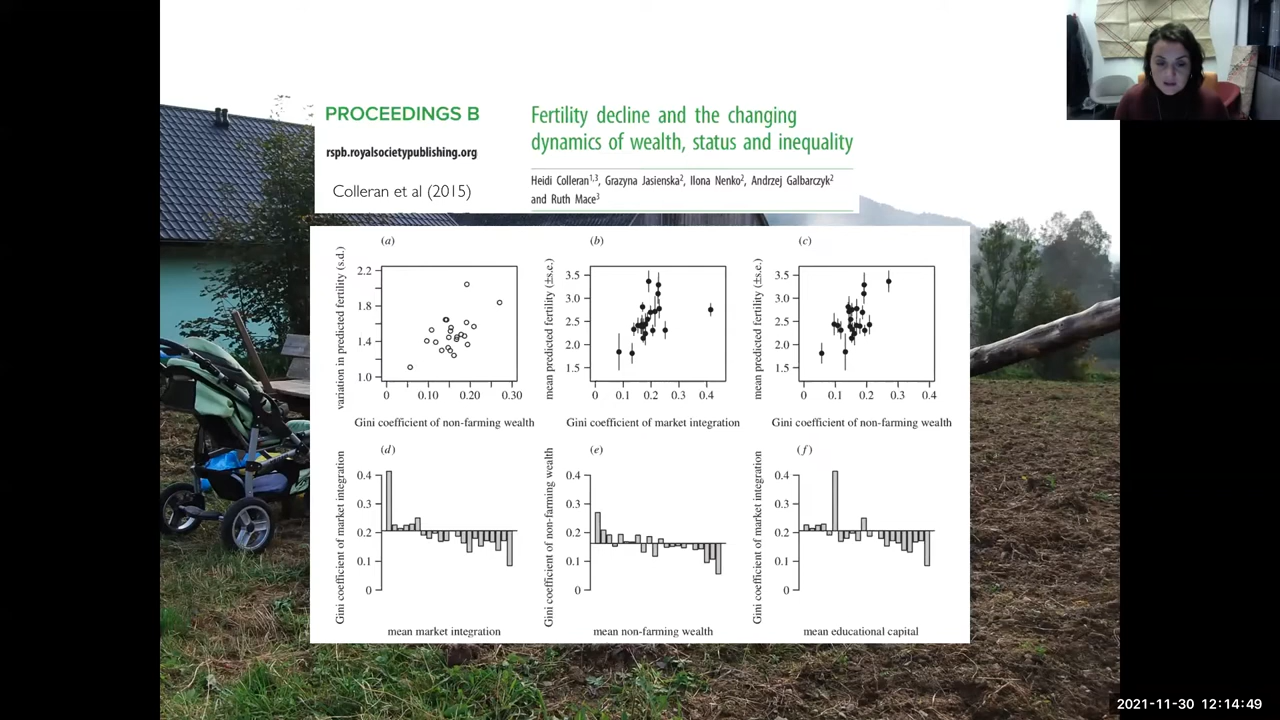 PROCEEDINGS B
rspb.royalsocietypublishing.org
Colleran et al (2015)
Fertility decline and the changing
dynamics of wealth, status and inequality
Heidi Colleran1,3, Grazyna Jasienska2, Ilona Nenko2, Andrzej Galbarczyk2
and Ruth Mace3
(a)
variation in predicted fertility (s.d.)
2.2
1.8
1.4
1.0
0 0.10 0.20 0.30
Gini coefficient of non-farming wealth
(b)
mean predicted fertility (±s.e.)
3.5
3.0
2.5
2.0
1.5
0 0.1 0.2 0.3 0.4
Gini coefficient of market integration
(c)
mean predicted fertility (±s.e.)
3.5
3.0
2.5
2.0
1.5
0 0.1 0.2 0.3 0.4
Gini coefficient of non-farming wealth
(d)
Gini coefficient of market integration
0.4
0.3
0.2
0.1
0
mean market integration
(e)
Gini coefficient of non-farming wealth
0.4
0.3
0.2
0.1
0
mean non-farming wealth
(f)
Gini coefficient of market integration
0.4
0.3
0.2
0.1
0
mean educational capital
2021-11-30 12:14:49